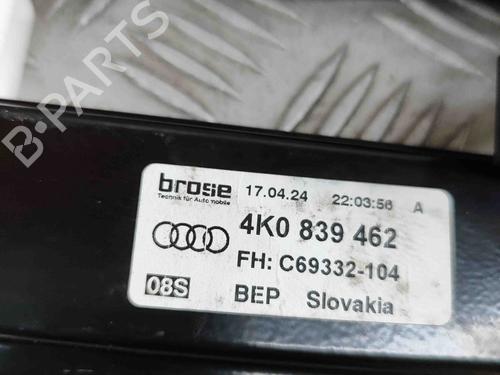 B-PARTS
brose 17.04.24 22:03:56 A
Technik für Automobile
4K0 839 462
FH: C69332-104
08S BEP Slovakia